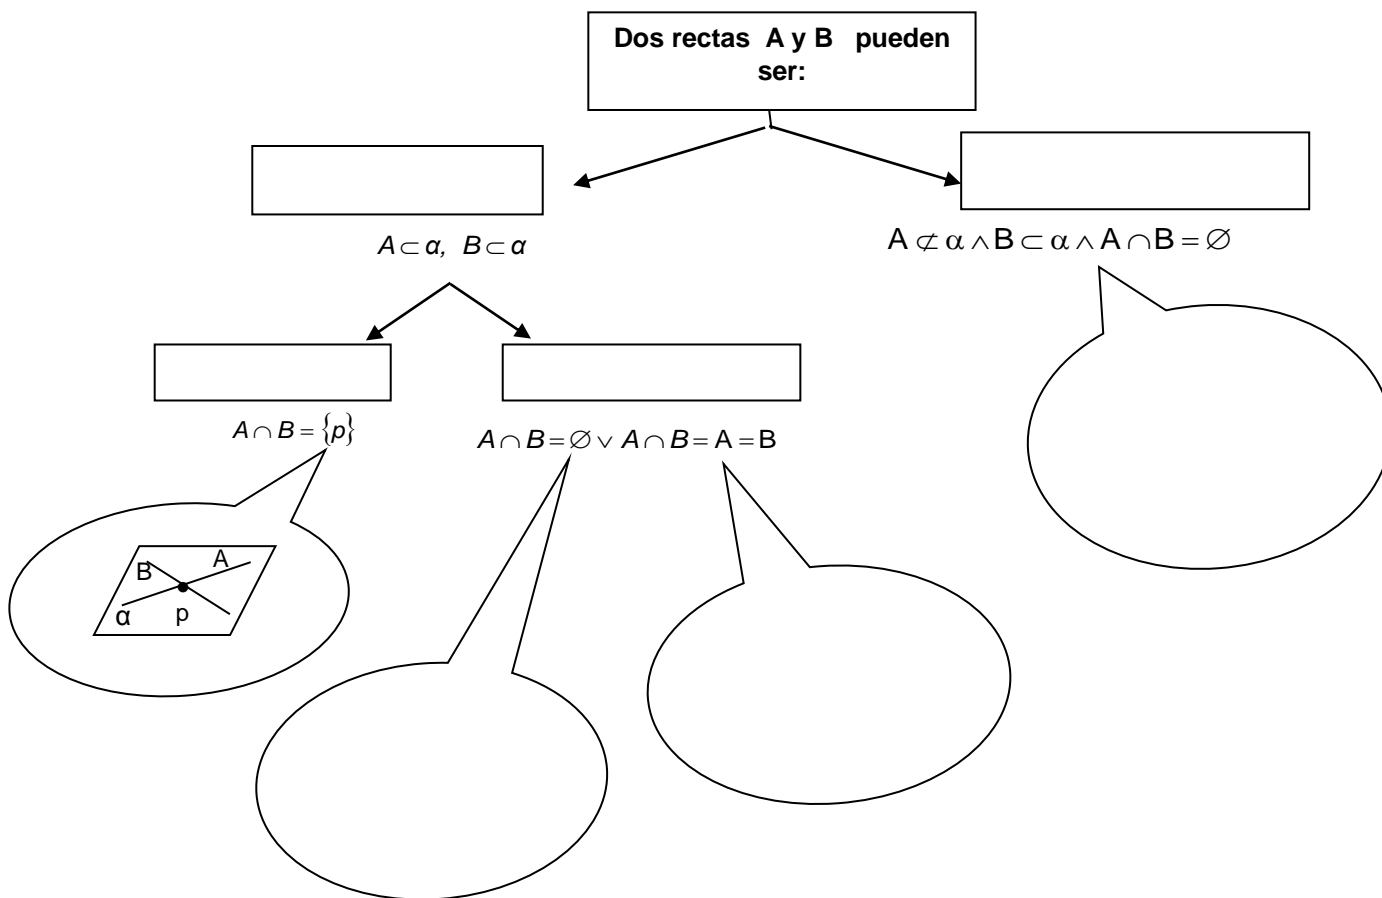 Dos rectas A y B pueden
ser:
A ⊂ α, B ⊂ α
A ⊄ α ∧ B ⊂ α ∧ A ∩ B = ∅
A ∩ B = {p}
A ∩ B = ∅ ∨ A ∩ B = A = B
B
A
α
p